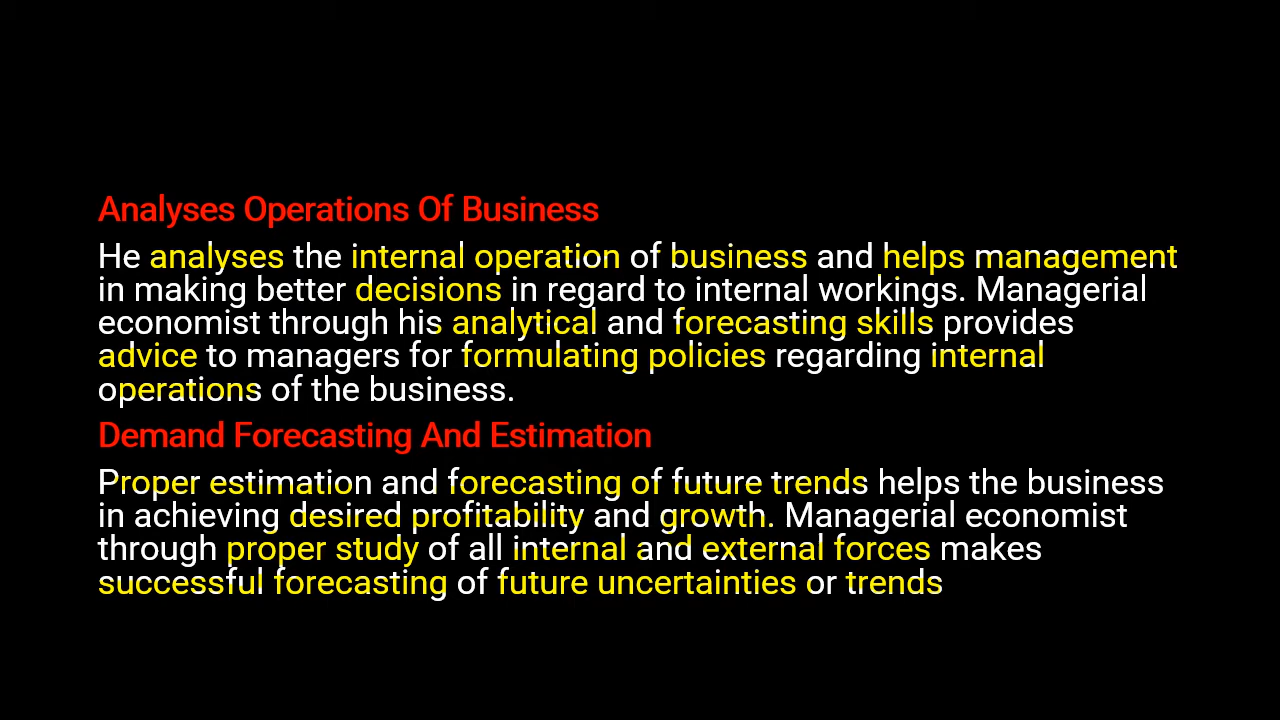 Analyses Operations Of Business
He analyses the internal operation of business and helps management
in making better decisions in regard to internal workings. Managerial
economist through his analytical and forecasting skills provides
advice to managers for formulating policies regarding internal
operations of the business.
Demand Forecasting And Estimation
Proper estimation and forecasting of future trends helps the business
in achieving desired profitability and growth. Managerial economist
through proper study of all internal and external forces makes
successful forecasting of future uncertainties or trends